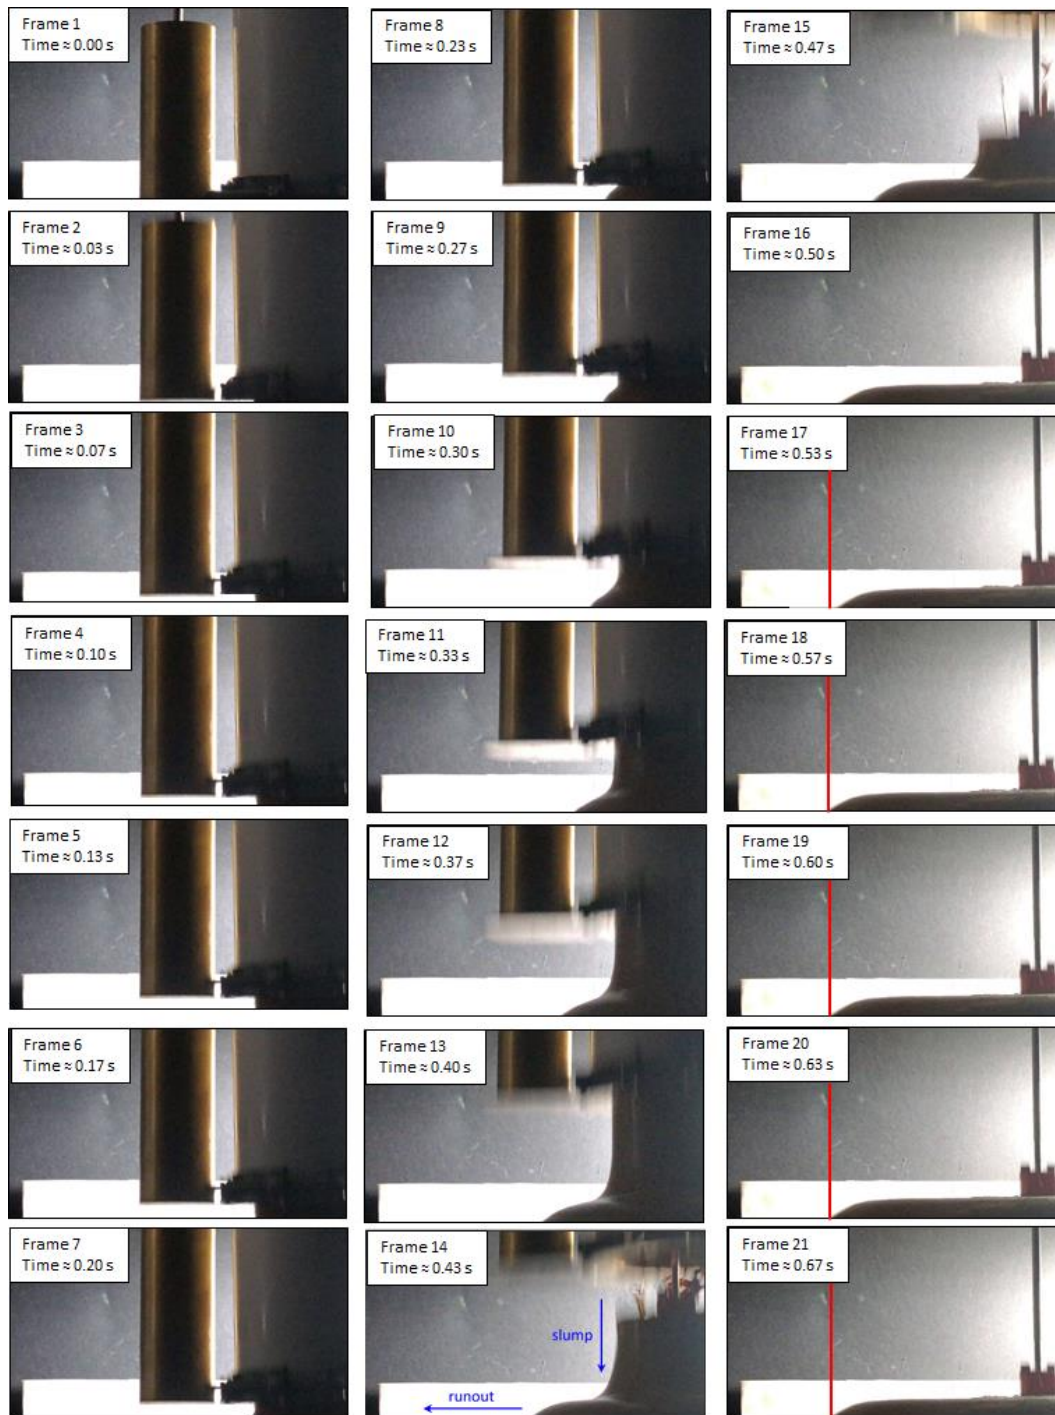 Frame 1
Time ≈ 0.00 s
Frame 2
Time ≈ 0.03 s
Frame 3
Time ≈ 0.07 s
Frame 4
Time ≈ 0.10 s
Frame 5
Time ≈ 0.13 s
Frame 6
Time ≈ 0.17 s
Frame 7
Time ≈ 0.20 s
Frame 8
Time ≈ 0.23 s
Frame 9
Time ≈ 0.27 s
Frame 10
Time ≈ 0.30 s
Frame 11
Time ≈ 0.33 s
Frame 12
Time ≈ 0.37 s
Frame 13
Time ≈ 0.40 s
Frame 14
Time ≈ 0.43 s
slump
runout
Frame 15
Time ≈ 0.47 s
Frame 16
Time ≈ 0.50 s
Frame 17
Time ≈ 0.53 s
Frame 18
Time ≈ 0.57 s
Frame 19
Time ≈ 0.60 s
Frame 20
Time ≈ 0.63 s
Frame 21
Time ≈ 0.67 s